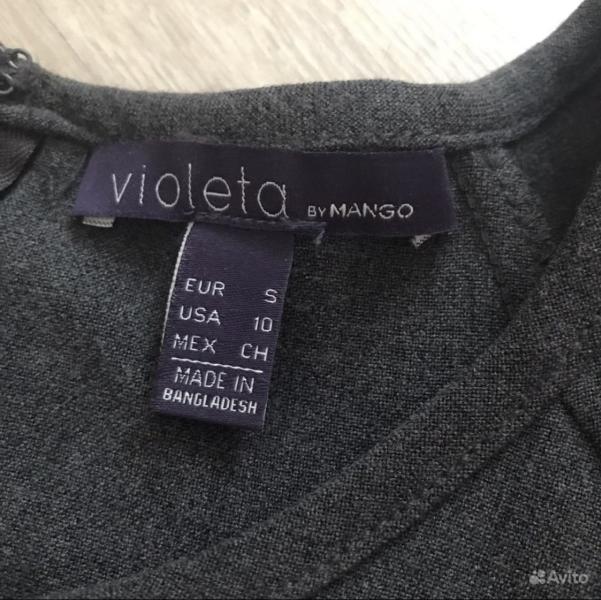 violeta BY MANGO
EUR S
USA 10
MEX CH
MADE IN
BANGLADESH
Avito